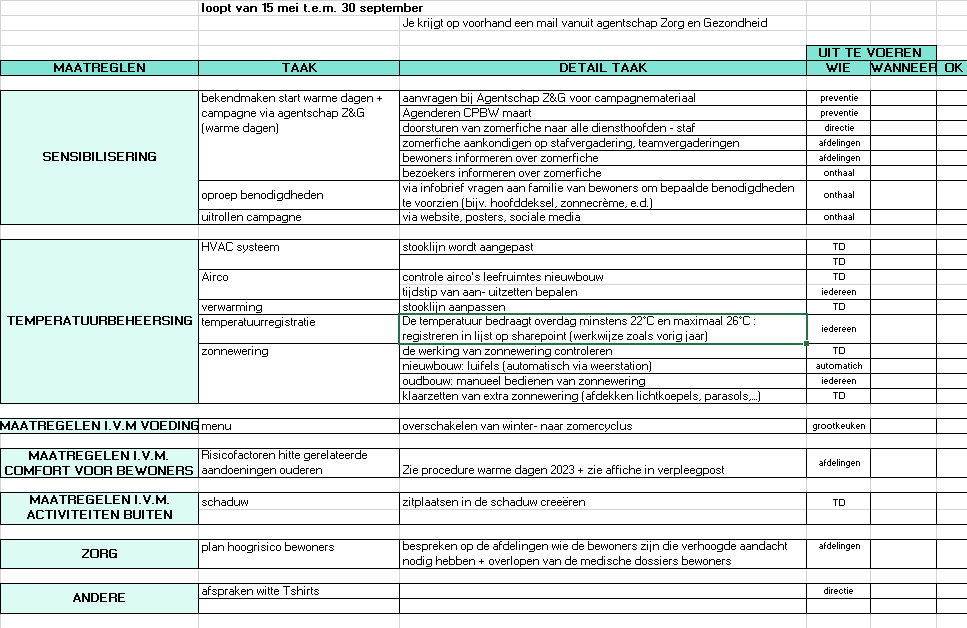 loopt van 15 mei t.e.m. 30 september
Je krijgt op voorhand een mail vanuit agentschap Zorg en Gezondheid
UIT TE VOEREN
MAATREGLEN TAAK DETAIL TAAK WIE WANNEER OK
SENSIBILISERING
bekendmaken start warme dagen +
campagne via agentschap Z&G
(warme dagen)
aanvragen bij Agentschap Z&G voor campagnemateriaal preventie
Agenderen CPBW maart preventie
doorsturen van zomerfiche naar alle diensthoofden - staf directie
zomerfiche aankondigen op stafvergadering, teamvergaderingen afdelingen
bewoners informeren over zomerfiche afdelingen
bezoekers informeren over zomerfiche onthaal
oproep benodigdheden
via infobrief vragen aan familie van bewoners om bepaalde benodigdheden
te voorzien (bijv. hoofddeksel, zonnecrème, e.d.) onthaal
uitrollen campagne via website, posters, sociale media onthaal
TEMPERATUURBEHEERSING
HVAC systeem stooklijn wordt aangepast TD
TD
Airco controle airco's leefruimtes nieuwbouw TD
tijdstip van aan- uitzetten bepalen iedereen
verwarming stooklijn aanpassen TD
temperatuurregistratie
De temperatuur bedraagt overdag minstens 22°C en maximaal 26°C :
registreren in lijst op sharepoint (werkwijze zoals vorig jaar) iedereen
zonnewering de werking van zonnewering controleren TD
nieuwbouw: luifels (automatisch via weerstation) automatich
oudbouw: manueel bedienen van zonnewering iedereen
klaarzetten van extra zonnewering (afdekken lichtkoepels, parasols,...) TD
MAATREGELEN I.V.M VOEDING menu overschakelen van winter- naar zomercyclus grootkeuken
MAATREGELEN I.V.M.
COMFORT VOOR BEWONERS
Risicofactoren hitte gerelateerde
aandoeningen ouderen
Zie procedure warme dagen 2023 + zie affiche in verpleegpost afdelingen
MAATREGELEN I.V.M.
ACTIVITEITEN BUITEN
schaduw zitplaatsen in de schaduw creeëren TD
ZORG
plan hoogrisico bewoners
bespreken op de afdelingen wie de bewoners zijn die verhoogde aandacht
nodig hebben + overlopen van de medische dossiers bewoners
afdelingen
ANDERE
afspraken witte Tshirts directie